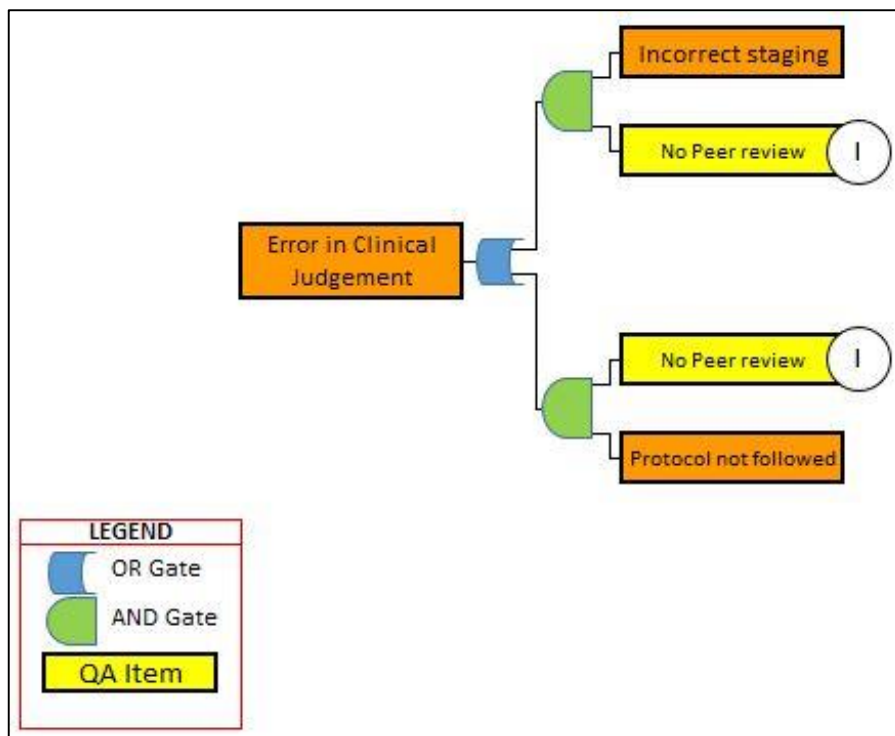 Incorrect staging
No Peer review
I
Error in Clinical
Judgement
No Peer review
I
Protocol not followed
LEGEND
OR Gate
AND Gate
QA Item